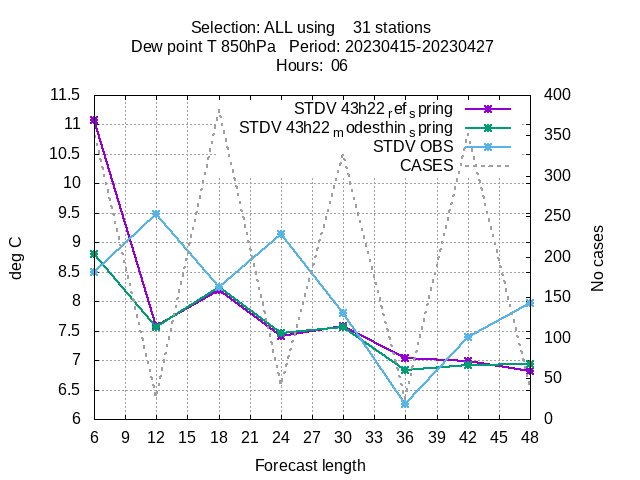 Selection: ALL using    31 stations
Dew point T 850hPa   Period: 20230415-20230427
Hours:  06
STDV 43h22 ref spring
STDV 43h22 modesthin spring
STDV OBS
CASES
deg C
11.5
11
10.5
10
9.5
9
8.5
8
7.5
7
6.5
6
400
350
300
250
200
150
100
50
0
No cases
6 9 12 15 18 21 24 27 30 33 36 39 42 45 48
Forecast length